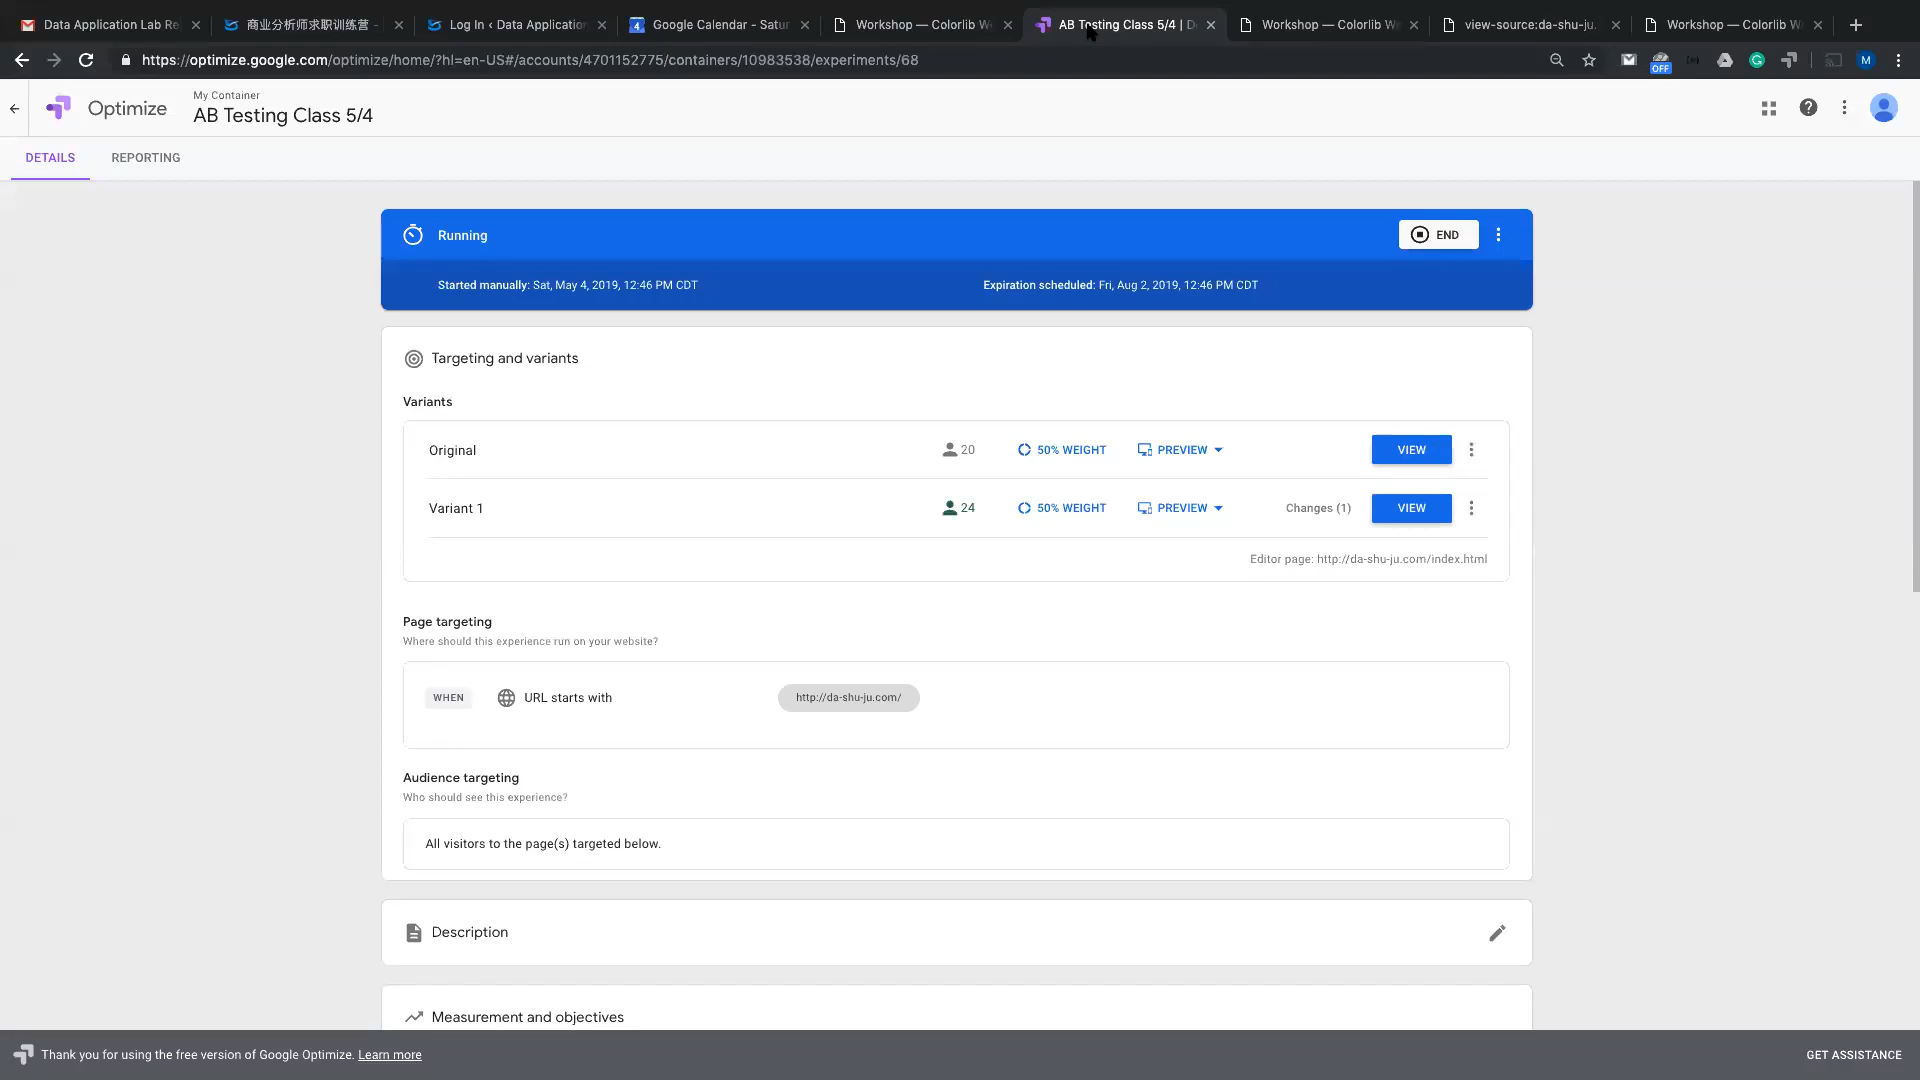 Data Application Lab Re
商业分析师求职训练营 -
Log In ‹ Data Application
Google Calendar - Satur
Workshop — Colorlib We
AB Testing Class 5/4 | D
Workshop — Colorlib We
view-source:da-shu-ju.
Workshop — Colorlib W
https://optimize.google.com/optimize/home/?hl=en-US#/accounts/4701152775/containers/10983538/experiments/68
OFF
M
Optimize
My Container
AB Testing Class 5/4
DETAILS
REPORTING
Running
END
Started manually: Sat, May 4, 2019, 12:46 PM CDT
Expiration scheduled: Fri, Aug 2, 2019, 12:46 PM CDT
Targeting and variants
Variants
Original
20
50% WEIGHT
PREVIEW
VIEW
Variant 1
24
50% WEIGHT
PREVIEW
Changes (1)
VIEW
Editor page: http://da-shu-ju.com/index.html
Page targeting
Where should this experience run on your website?
WHEN
URL starts with
http://da-shu-ju.com/
Audience targeting
Who should see this experience?
All visitors to the page(s) targeted below.
Description
Measurement and objectives
Thank you for using the free version of Google Optimize. Learn more
GET ASSISTANCE